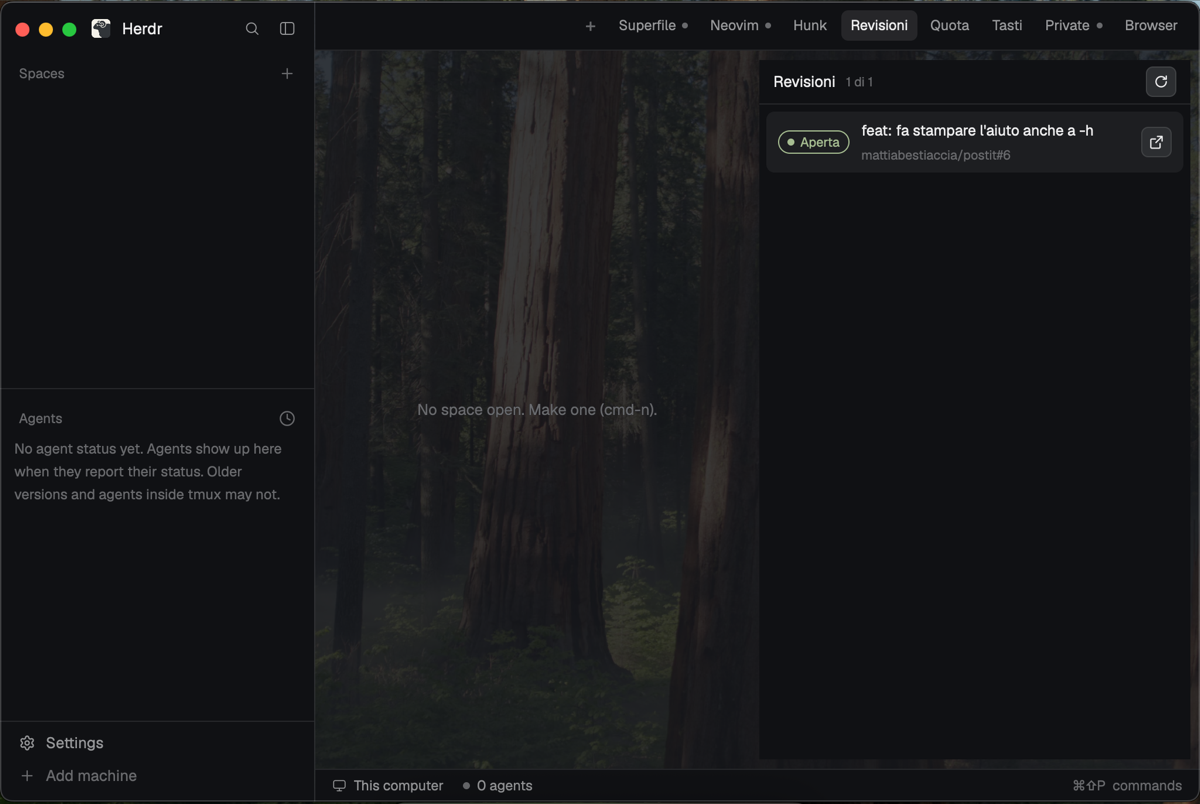 Herdr
Superfile
Neovim
Hunk
Revisioni
Quota
Tasti
Private
Browser
Spaces
Revisioni 1 di 1
Aperta
feat: fa stampare l'aiuto anche a -h
mattiabestiaccia/postit#6
No space open. Make one (cmd-n).
Agents
No agent status yet. Agents show up here
when they report their status. Older
versions and agents inside tmux may not.
Settings
Add machine
This computer
0 agents
⌘⇧P commands